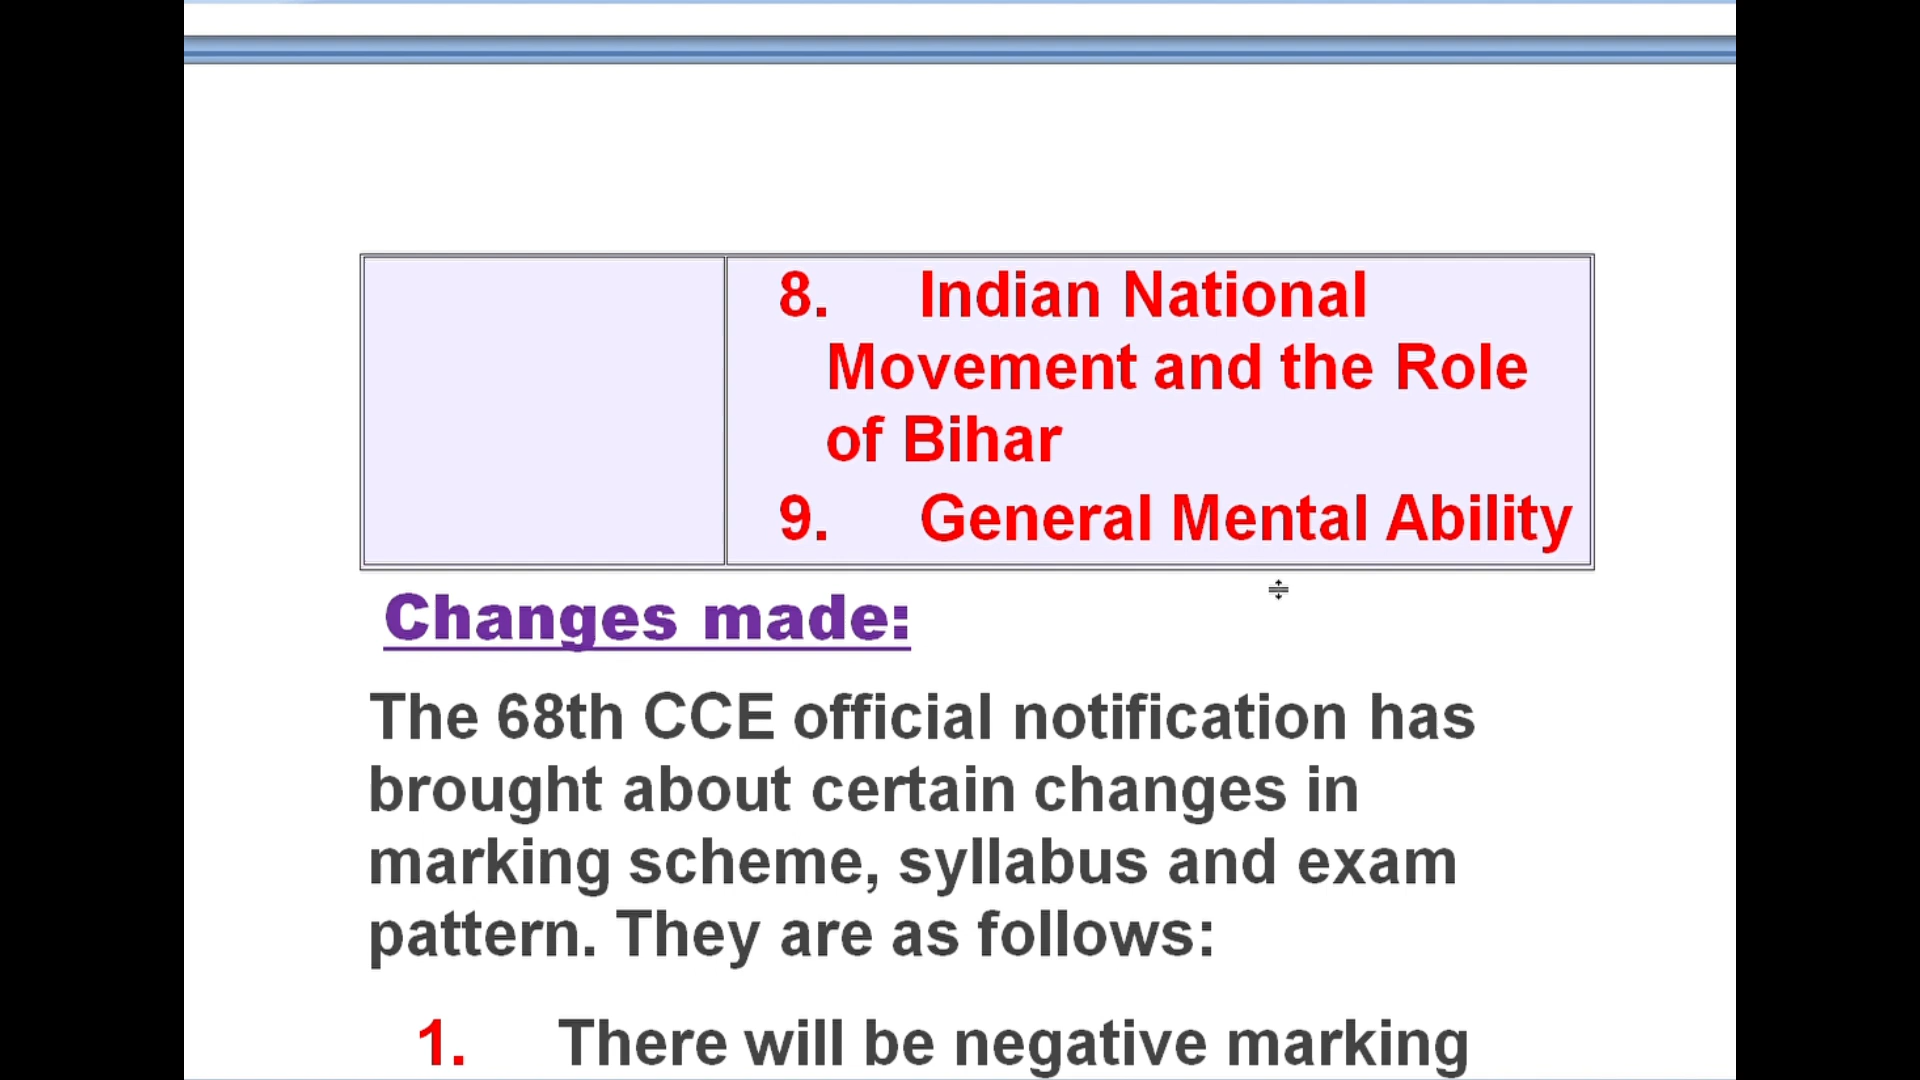 8. Indian National
Movement and the Role
of Bihar
9. General Mental Ability
Changes made:
The 68th CCE official notification has
brought about certain changes in
marking scheme, syllabus and exam
pattern. They are as follows:
1. There will be negative marking